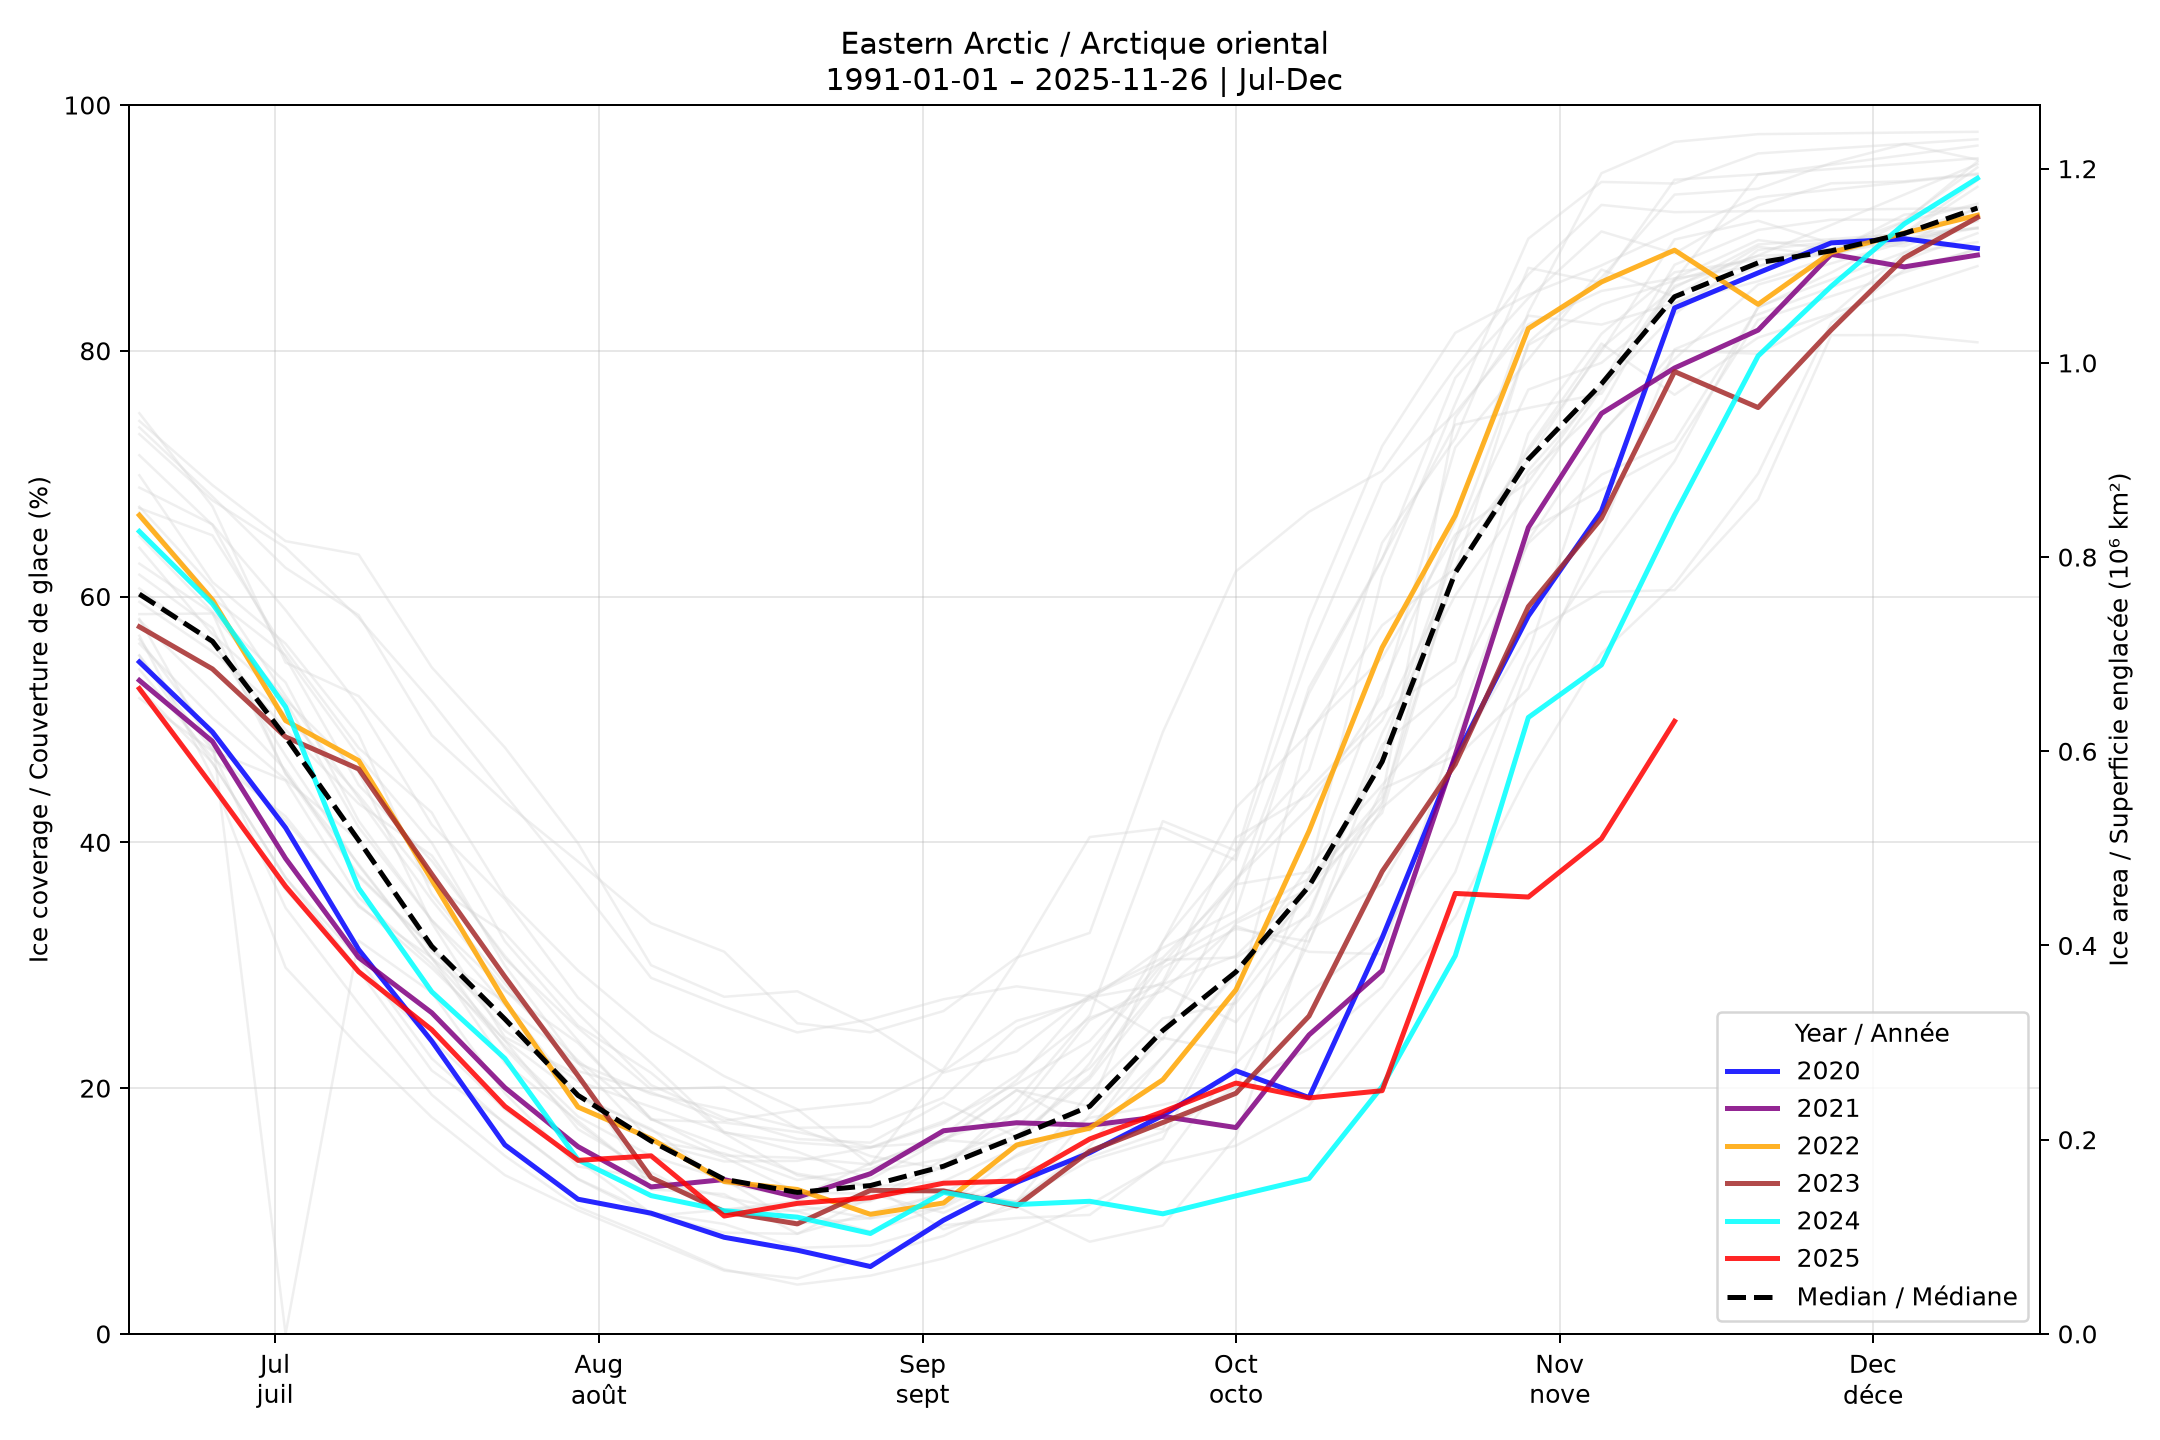 Eastern Arctic / Arctique oriental
1991-01-01 – 2025-11-26 | Jul-Dec
Ice coverage / Couverture de glace (%)
100
80
60
40
20
0
1.2
1.0
0.8
0.6
0.4
0.2
0.0
Ice area / Superficie englacée (10⁶ km²)
Year / Année
2020
2021
2022
2023
2024
2025
Median / Médiane
Jul
juil
Aug
août
Sep
sept
Oct
octo
Nov
nove
Dec
déce